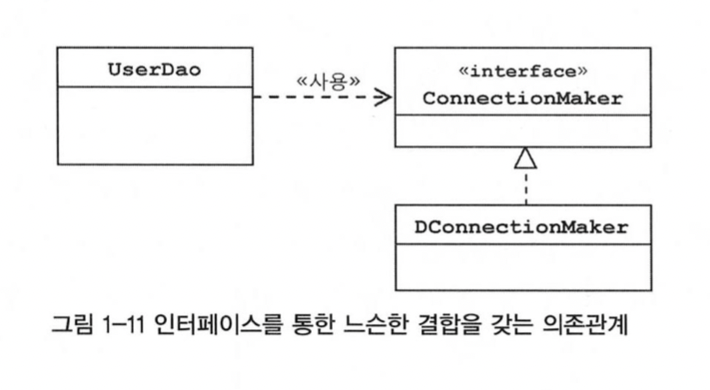 UserDao
«사용»
«interface»
ConnectionMaker
DConnectionMaker
그림 1-11 인터페이스를 통한 느슨한 결합을 갖는 의존관계